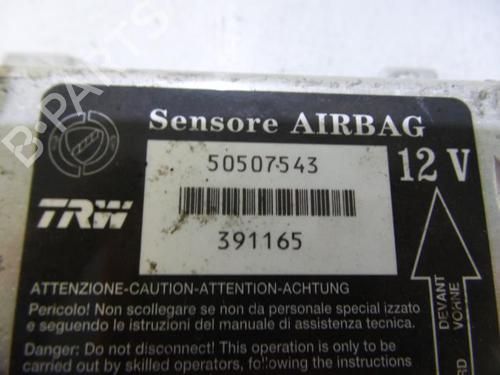 Sensore AIRBAG
50507543
12 V
TRW
391165
ATTENZIONE-CAUTION-ATTENTION-ACHTUNG
Pericolo! Non scollegare se non da personale special izzato
e seguendo le istruzioni del manuale di assistenza tecnica.
Danger: Do not disconnect! This operation is only to be
carried by skilled operators, following the instructions
DEVANT
VORNE
B-PARTS